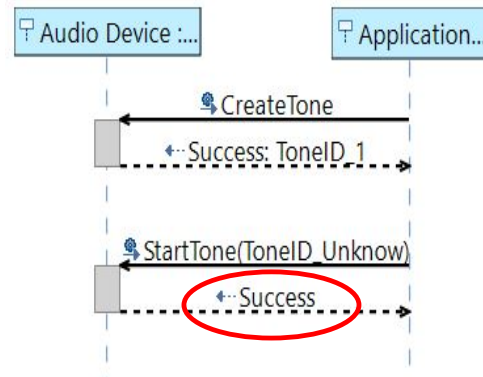 Audio Device :...
Application...
CreateTone
Success: ToneID_1
StartTone(ToneID_Unknow)
Success